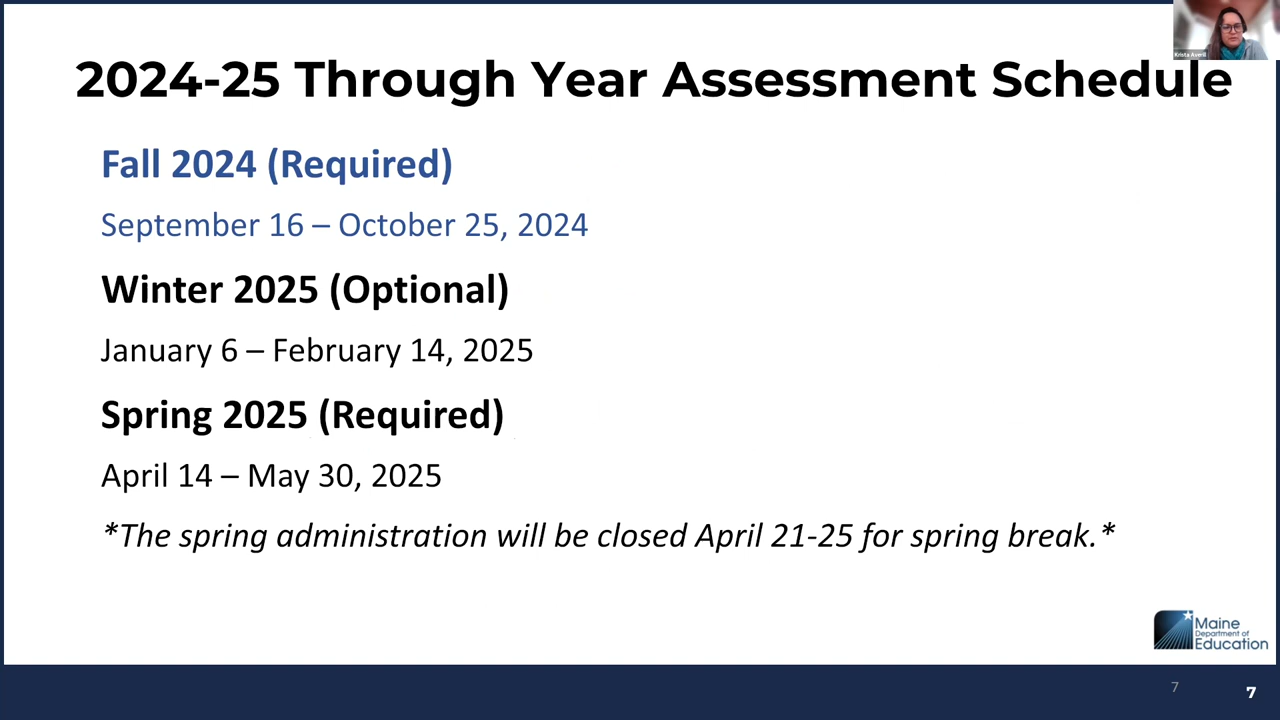 2024-25 Through Year Assessment Schedule
Fall 2024 (Required)
September 16 – October 25, 2024
Winter 2025 (Optional)
January 6 – February 14, 2025
Spring 2025 (Required)
April 14 – May 30, 2025
*The spring administration will be closed April 21-25 for spring break.*
Maine
Department of
Education
7
7